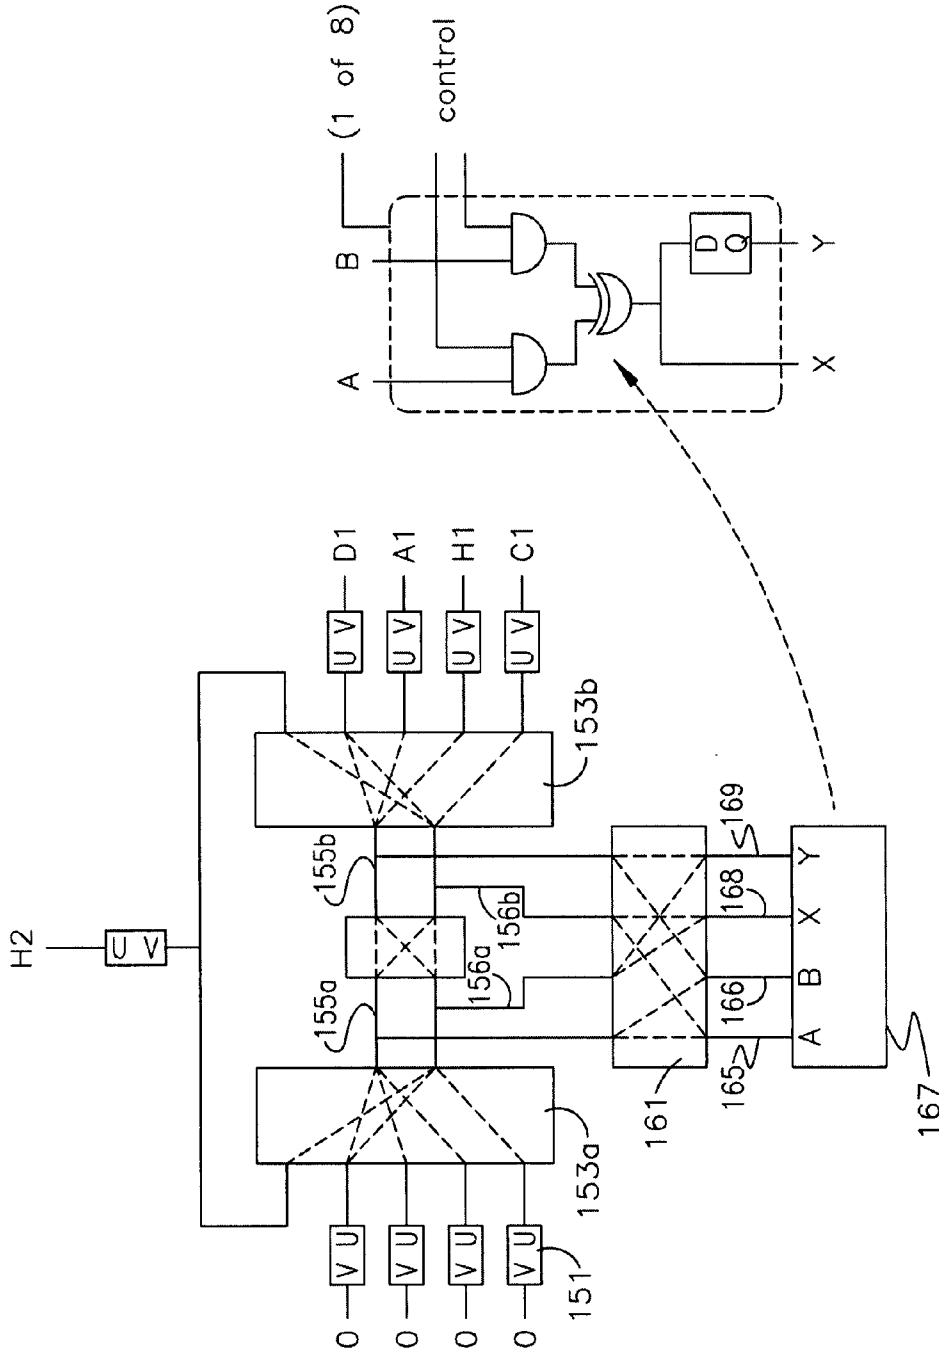 H2
U V
(1 of 8)
control
A
B
D
Q
X
Y
D1
A1
H1
C1
U V
U V
U V
U V
153b
155b
156b
155a
156a
153a
V U
V U
V U
V U
0
0
0
0
151
161
165
166
168
169
A
B
X
Y
167